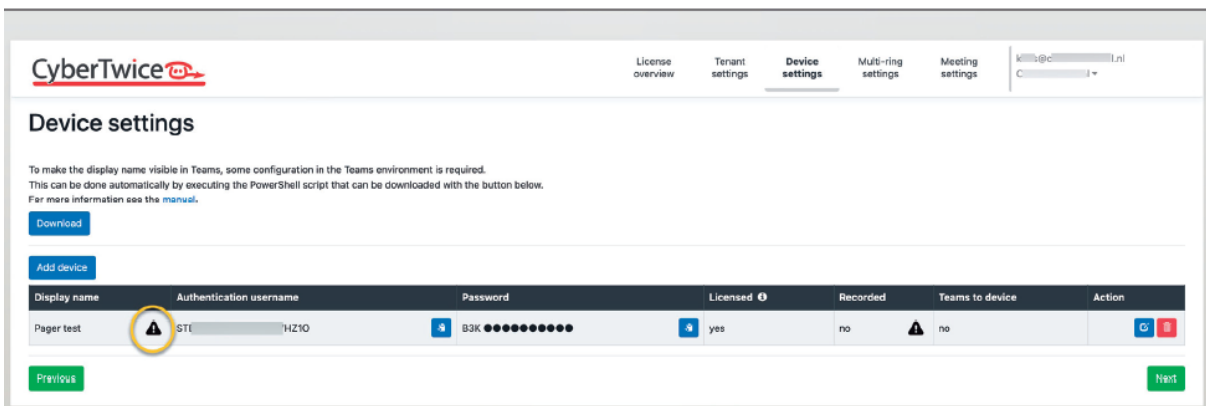 CyberTwice
License overview
Tenant settings
Device settings
Multi-ring settings
Meeting settings
Device settings
To make the display name visible in Teams, some configuration in the Teams environment is required.
This can be done automatically by executing the PowerShell script that can be downloaded with the button below.
For more information see the manual.
Download
Add device
Display name Authentication username Password Licensed Recorded Teams to device Action
Pager test HZ10 B3K ●●●●●●●●●● yes no no
Previous Next